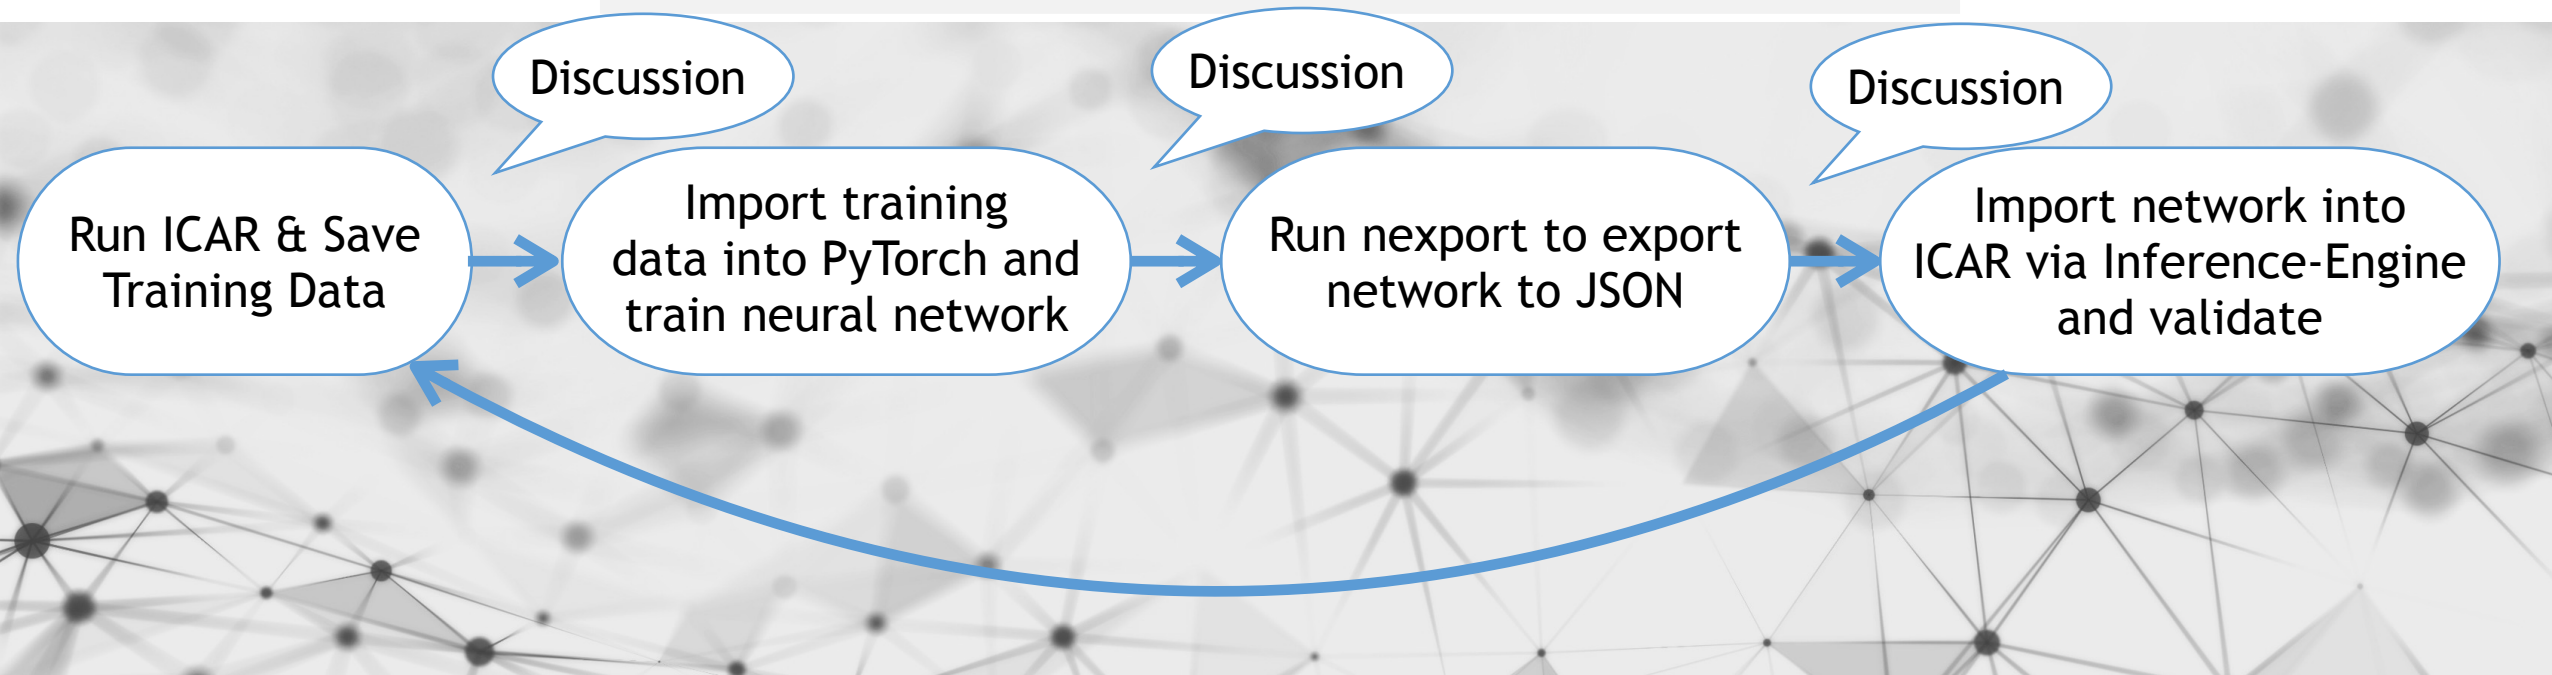 Discussion
Discussion
Discussion
Run ICAR & Save
Training Data
Import training
data into PyTorch and
train neural network
Run nexport to export
network to JSON
Import network into
ICAR via Inference-Engine
and validate